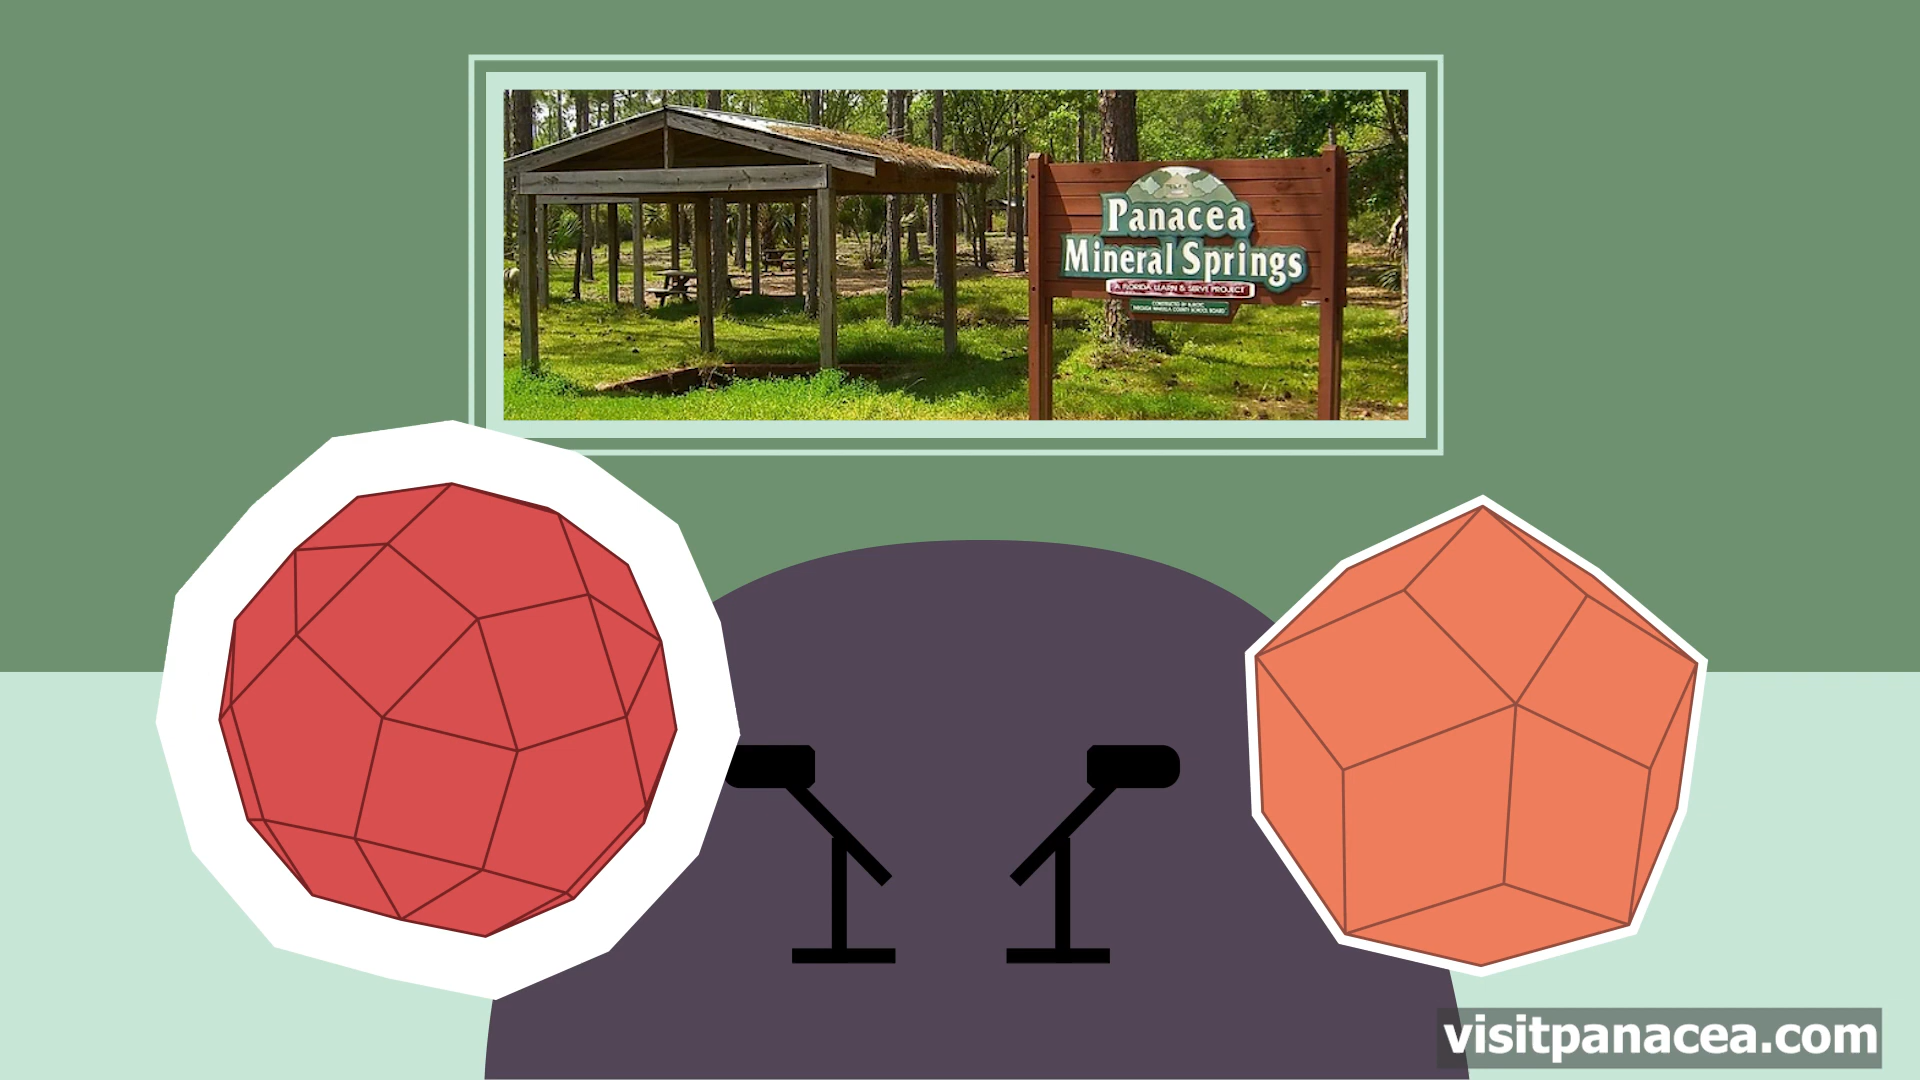 Panacea
Mineral Springs
A FLORIDA LEARN & SERVE PROJECT
visitpanacea.com